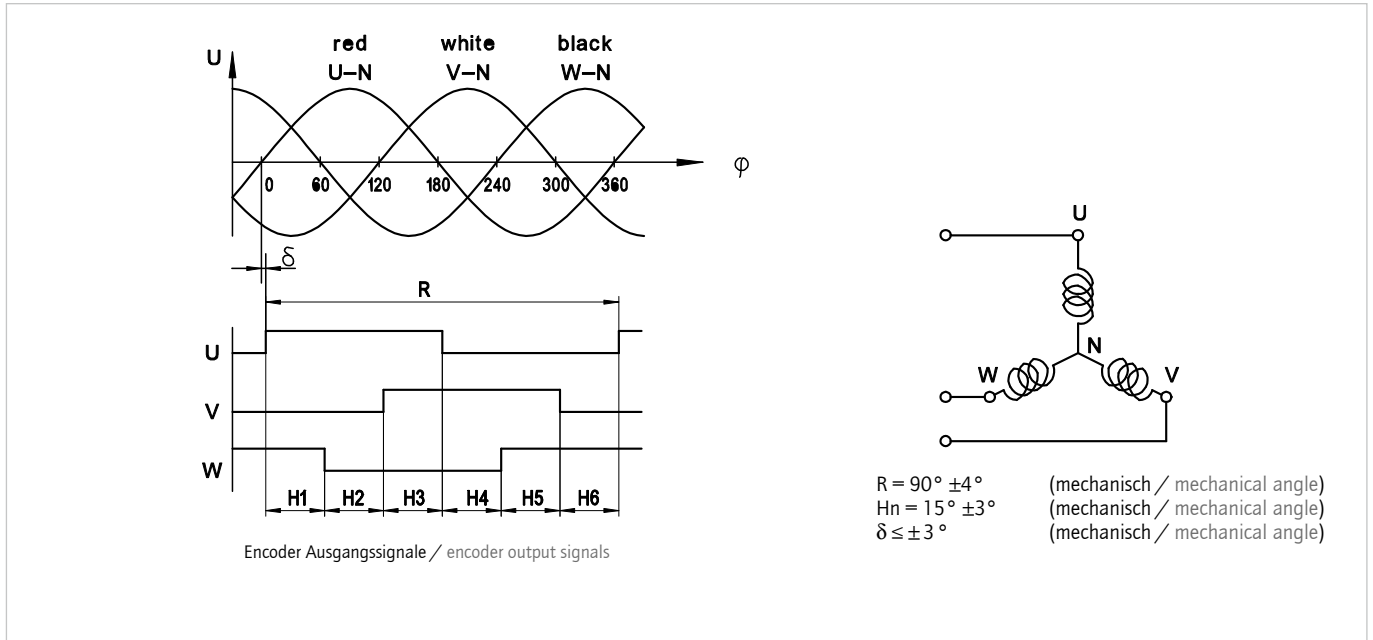 red white black
U U–N V–N W–N
φ
0 60 120 180 240 300 360
δ
R
U
V
W
H1 H2 H3 H4 H5 H6
Encoder Ausgangssignale / encoder output signals
U
N
W V
R = 90° ±4° (mechanisch / mechanical angle)
Hn = 15° ±3° (mechanisch / mechanical angle)
δ ≤ ±3° (mechanisch / mechanical angle)